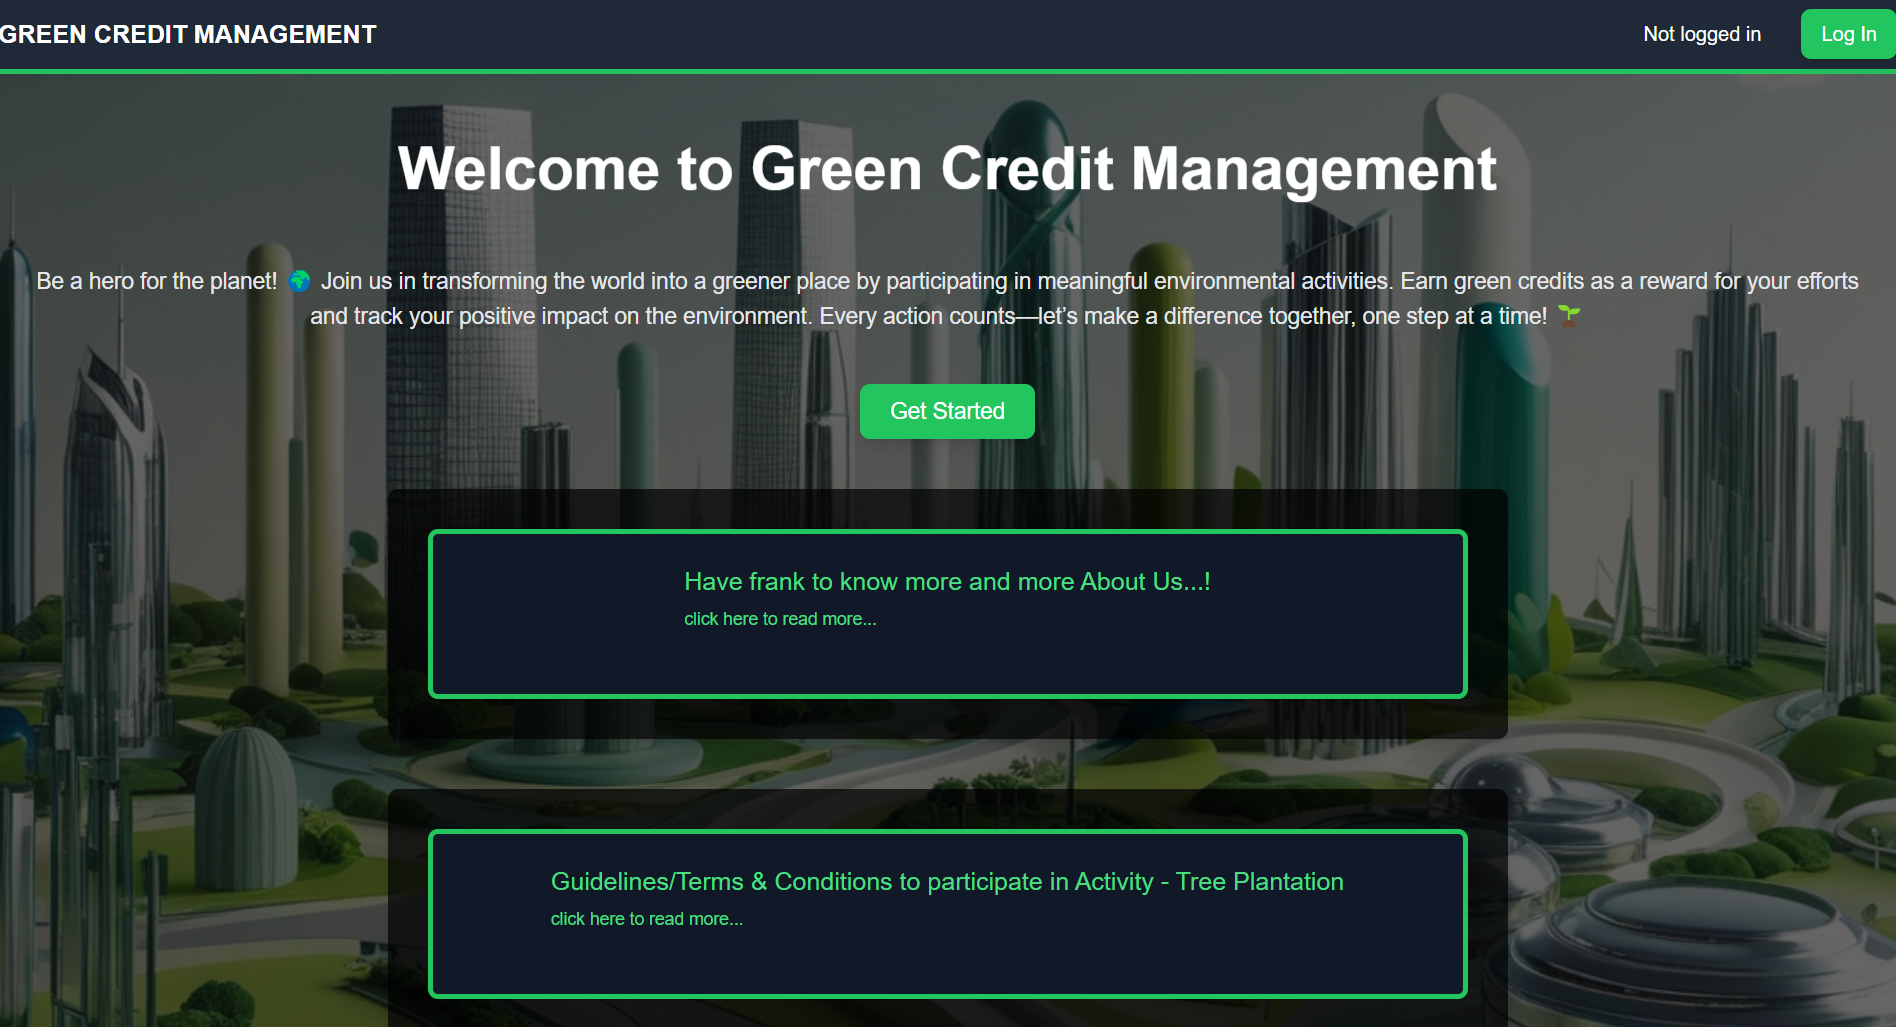 GREEN CREDIT MANAGEMENT
Not logged in
Log In
Welcome to Green Credit Management
Be a hero for the planet! 🌍 Join us in transforming the world into a greener place by participating in meaningful environmental activities. Earn green credits as a reward for your efforts
and track your positive impact on the environment. Every action counts—let’s make a difference together, one step at a time! 🌱
Get Started
Have frank to know more and more About Us...!
click here to read more...
Guidelines/Terms & Conditions to participate in Activity - Tree Plantation
click here to read more...